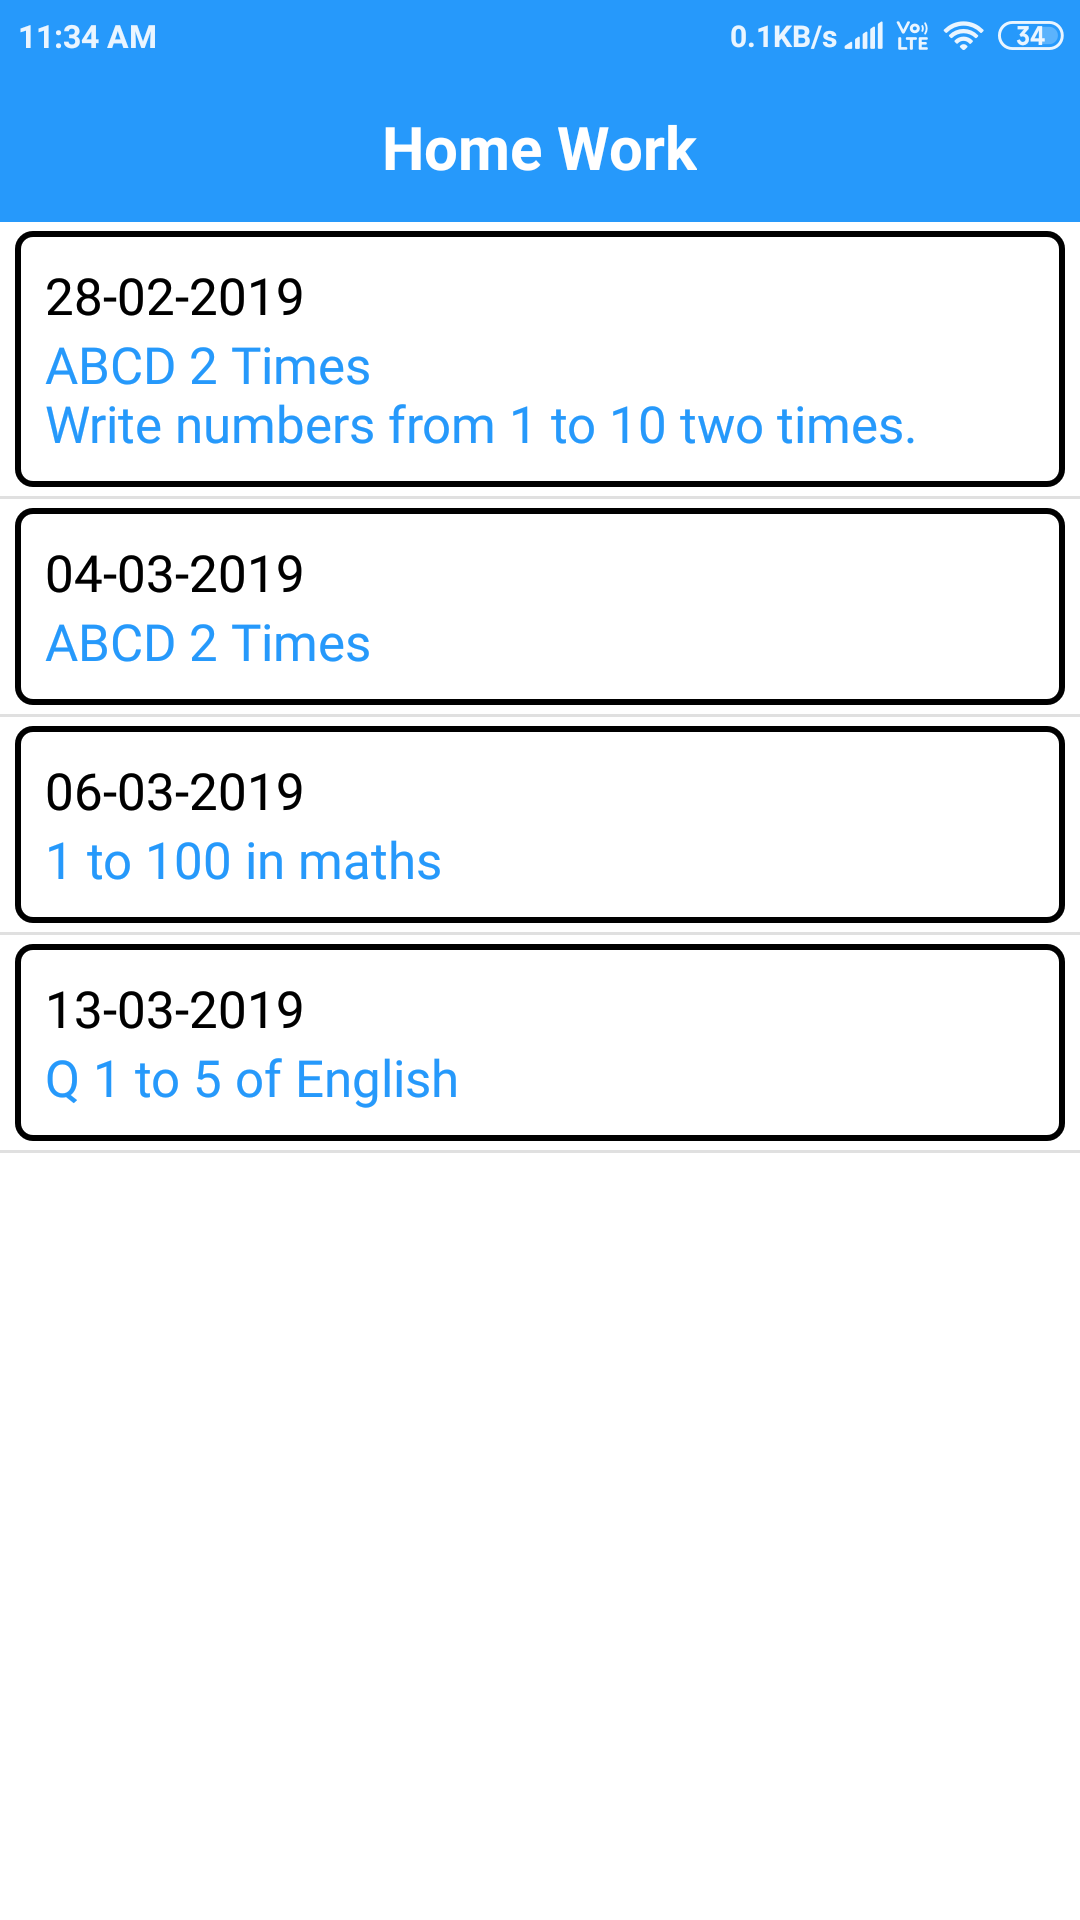 11:34 AM 0.1KB/s VoLTE 34
Home Work
28-02-2019
ABCD 2 Times
Write numbers from 1 to 10 two times.
04-03-2019
ABCD 2 Times
06-03-2019
1 to 100 in maths
13-03-2019
Q 1 to 5 of English